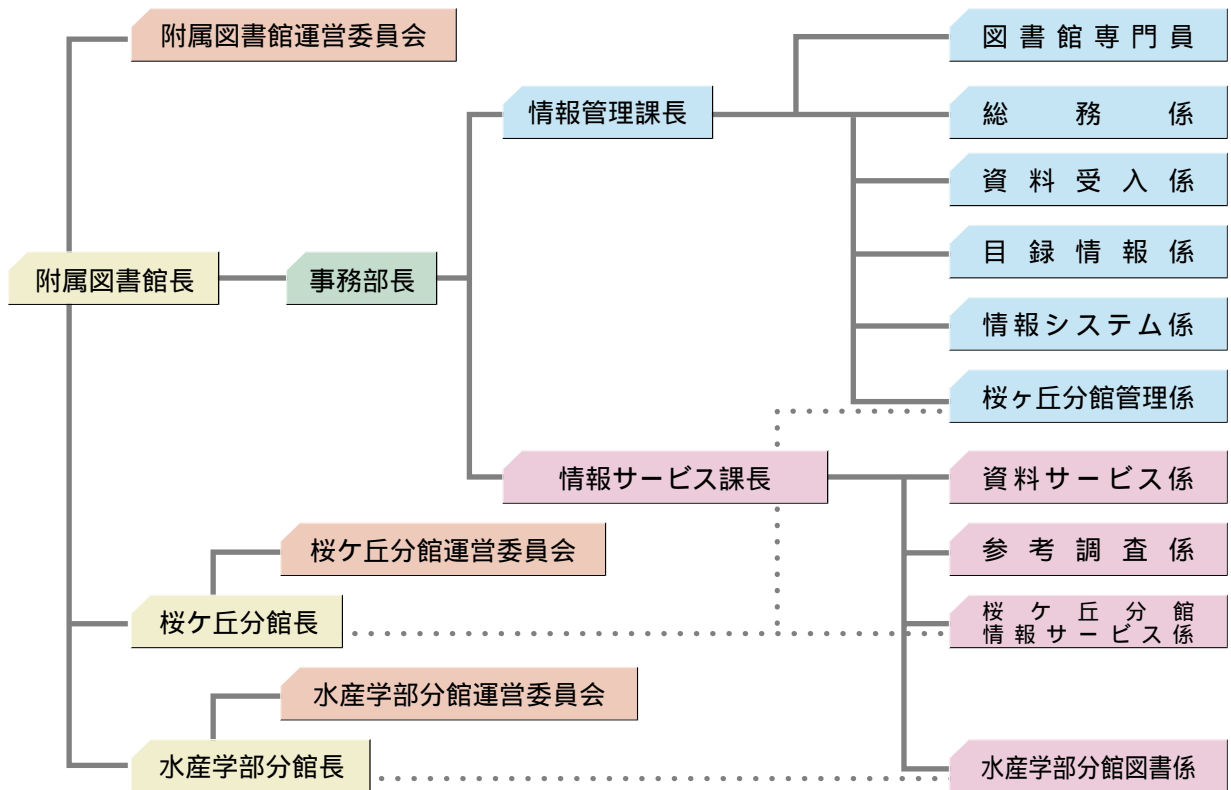 附属図書館運営委員会
図書館専門員
情報管理課長
総務係
資料受入係
目録情報係
附属図書館長
事務部長
情報システム係
桜ヶ丘分館管理係
情報サービス課長
資料サービス係
桜ケ丘分館運営委員会
参考調査係
桜ケ丘分館長
桜ケ丘分館
情報サービス係
水産学部分館運営委員会
水産学部分館長
水産学部分館図書係